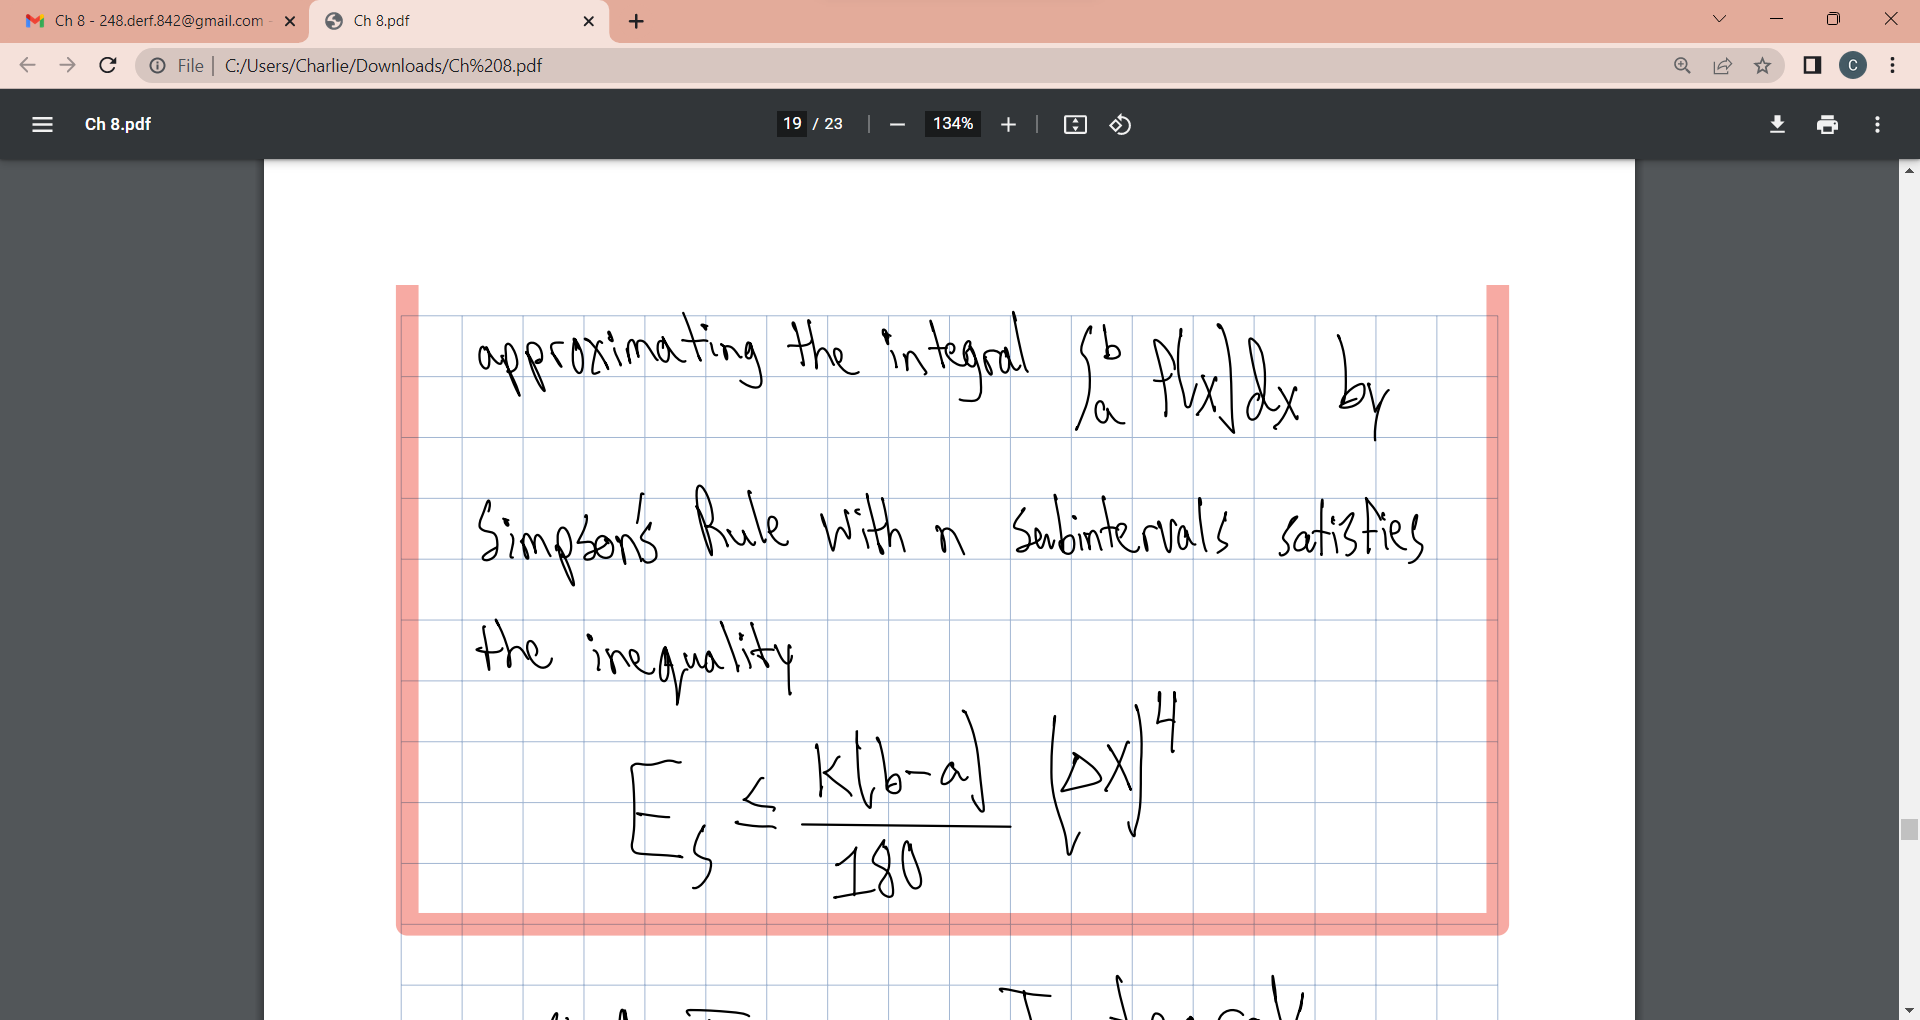 Ch 8 - 248.derf.842@gmail.com -
Ch 8.pdf
File | C:/Users/Charlie/Downloads/Ch%208.pdf
C
Ch 8.pdf
19 / 23
134%
approximating the integral ∫_a^b f(x)dx by
Simpson's Rule with n subintervals satisfies
the inequality
E_S ≤ K(b-a)/180 (Δx)^4